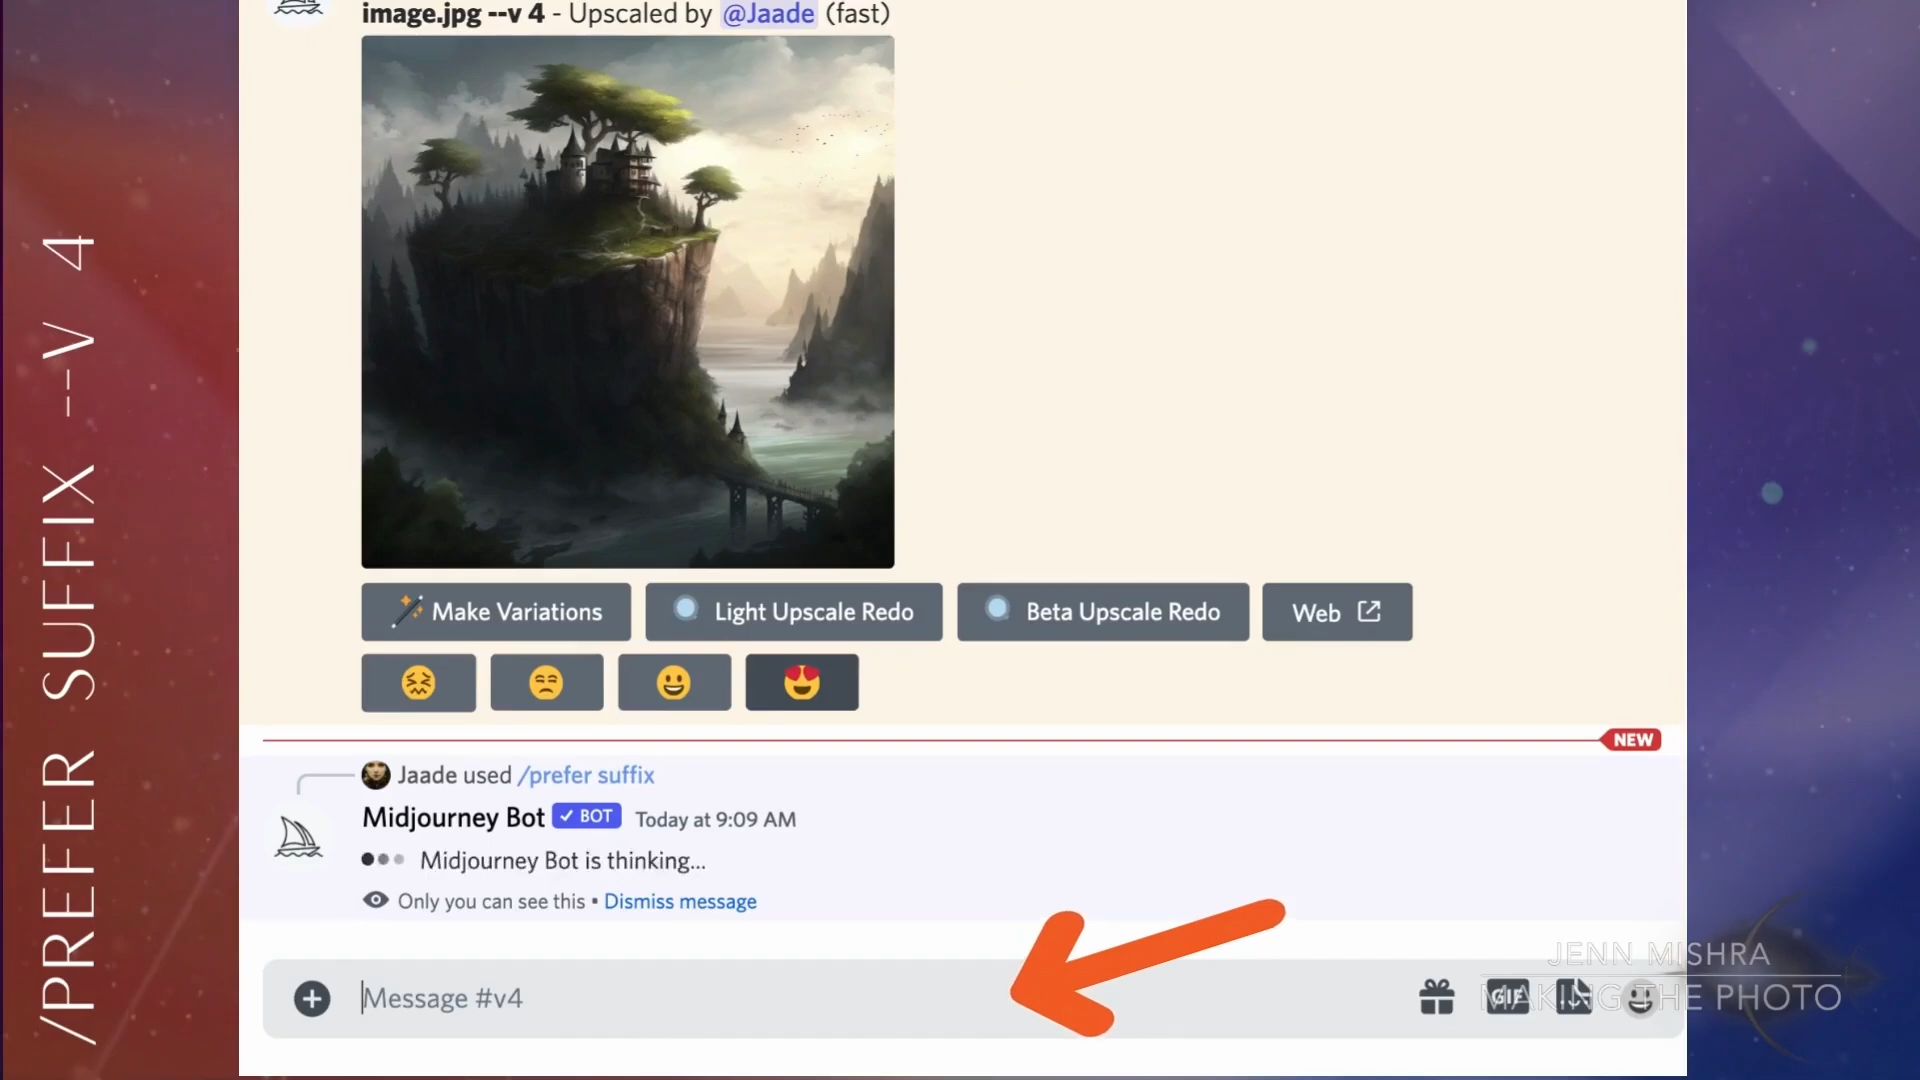 /PREFER SUFFIX --V 4
image.jpg --v 4 - Upscaled by @Jaade (fast)
Make Variations
Light Upscale Redo
Beta Upscale Redo
Web
NEW
Jaade used /prefer suffix
Midjourney Bot ✓ BOT Today at 9:09 AM
Midjourney Bot is thinking...
Only you can see this • Dismiss message
Message #v4
GIF
JENN MISHRA
MAKING THE PHOTO